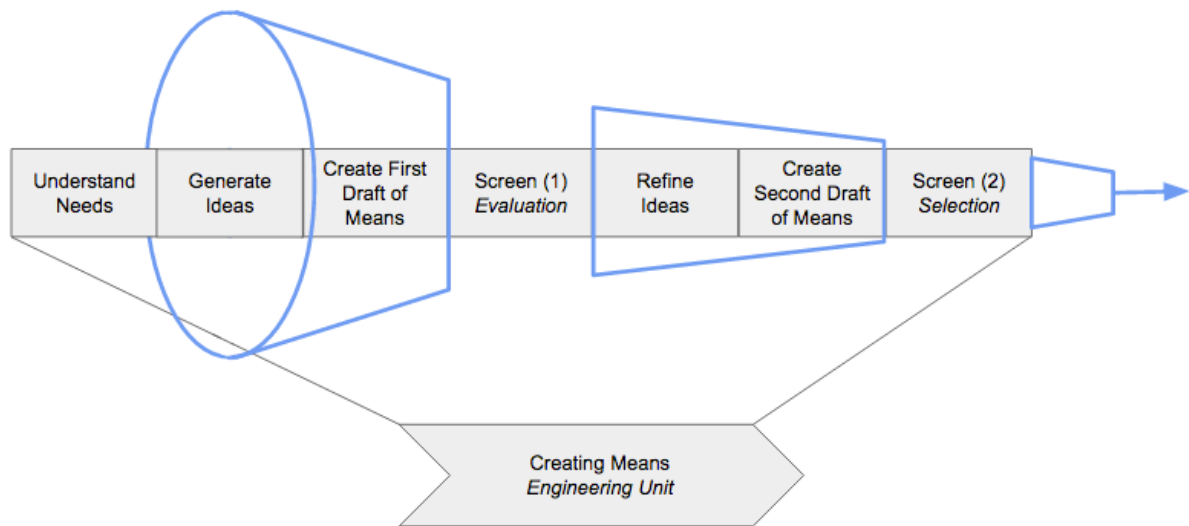 Understand
Needs
Generate
Ideas
Create First
Draft of
Means
Screen (1)
Evaluation
Refine
Ideas
Create
Second Draft
of Means
Screen (2)
Selection
Creating Means
Engineering Unit